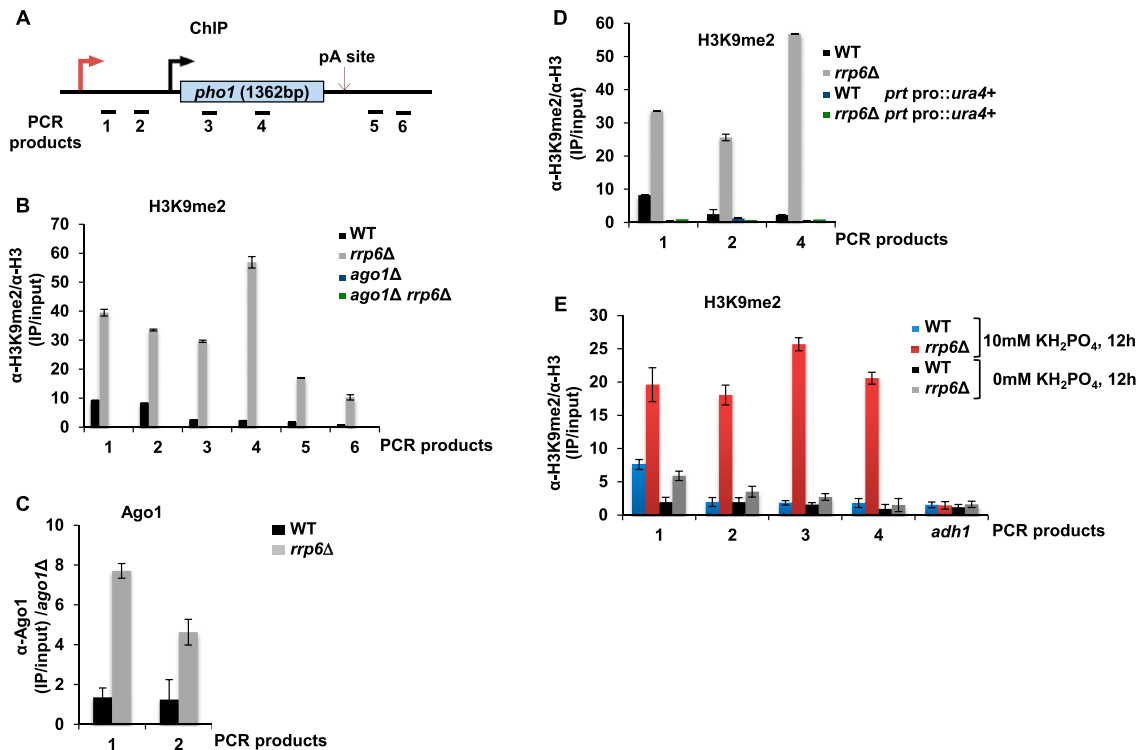 A
ChIP
pA site
pho1 (1362bp)
PCR
products
1 2 3 4 5 6
B
H3K9me2
α-H3K9me2/α-H3
(IP/input)
70
60
50
40
30
20
10
0
WT
rrp6Δ
ago1Δ
ago1Δ rrp6Δ
1 2 3 4 5 6 PCR products
C
Ago1
α-Ago1
(IP/input) /ago1Δ
10
8
6
4
2
0
WT
rrp6Δ
1 2 PCR products
D
H3K9me2
α-H3K9me2/α-H3
(IP/input)
60
50
40
30
20
10
0
WT
rrp6Δ
WT prt pro::ura4+
rrp6Δ prt pro::ura4+
1 2 4 PCR products
E
H3K9me2
α-H3K9me2/α-H3
(IP/input)
30
25
20
15
10
5
0
WT
rrp6Δ
10mM KH₂PO₄, 12h
WT
rrp6Δ
0mM KH₂PO₄, 12h
1 2 3 4 adh1 PCR products